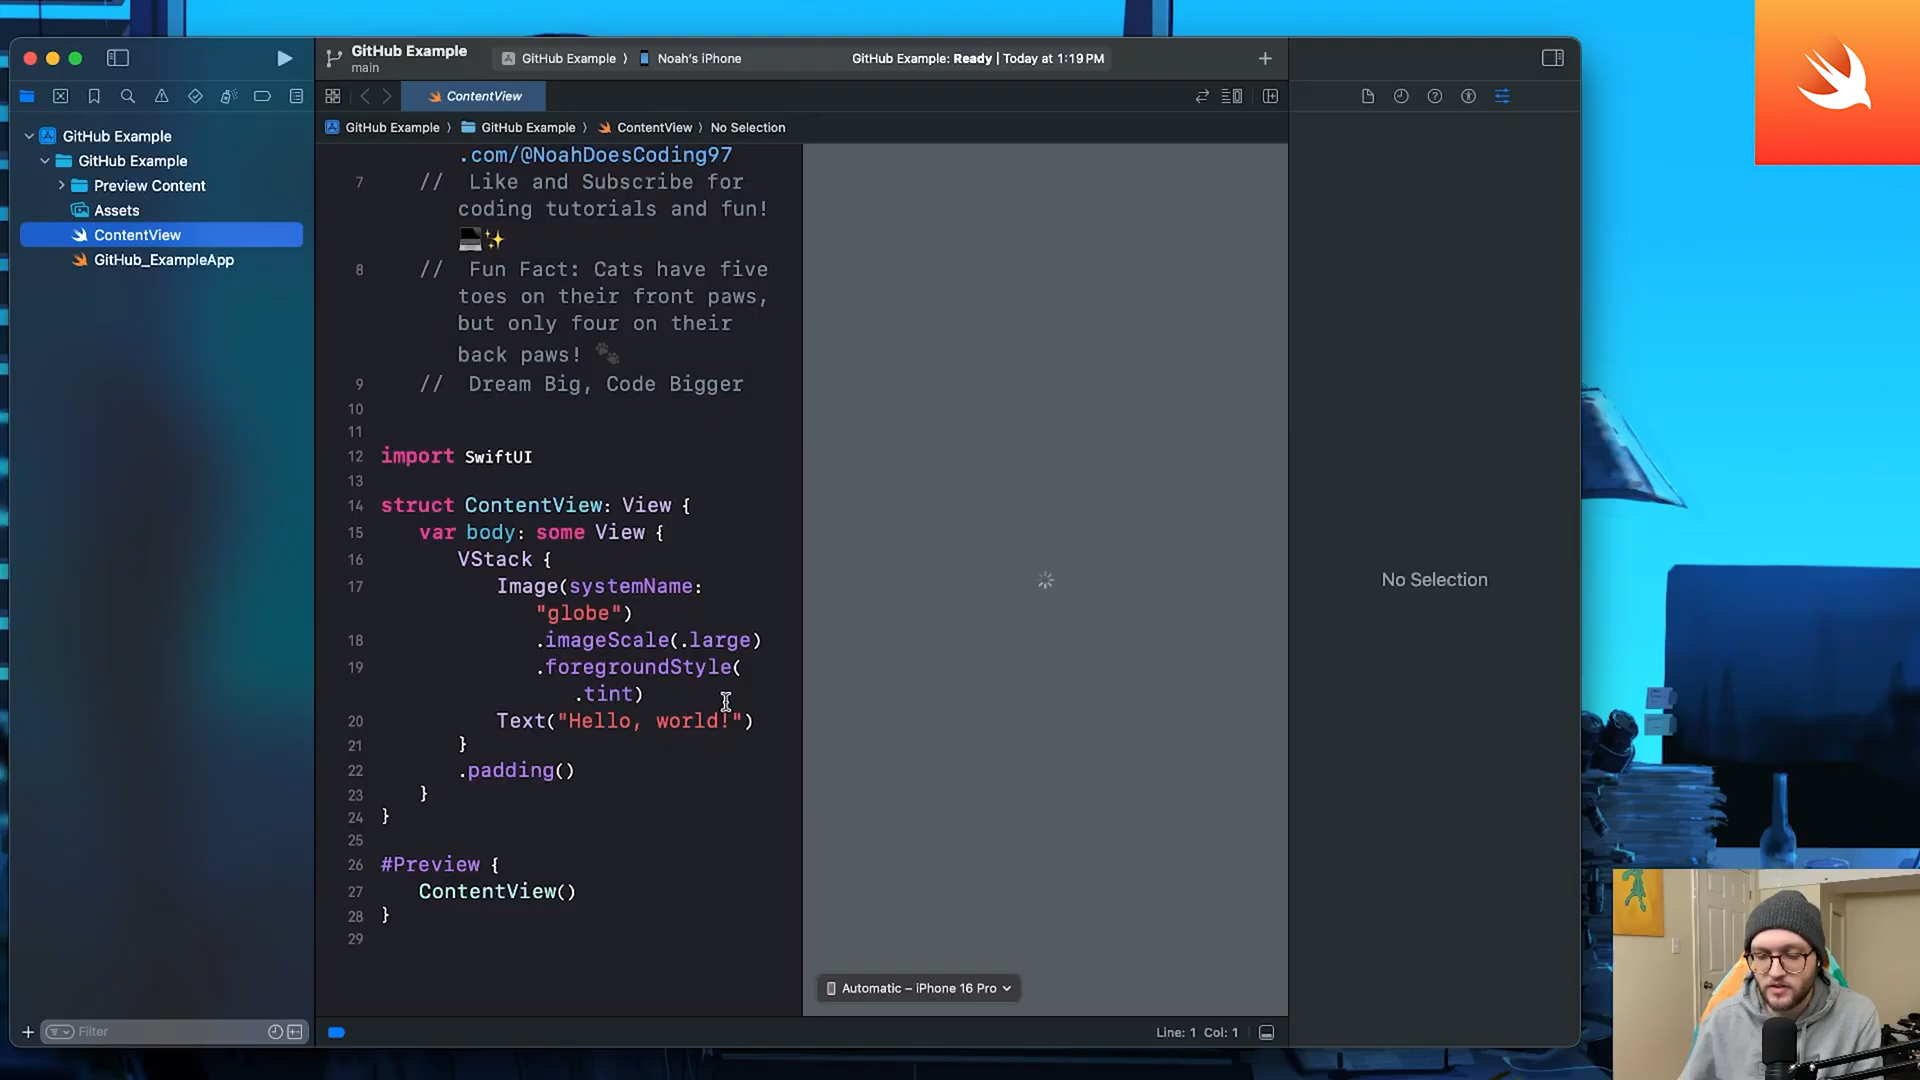 GitHub Example
main
GitHub Example 〉 Noah's iPhone
GitHub Example: Ready | Today at 1:19 PM
ContentView
GitHub Example 〉 GitHub Example 〉 ContentView 〉 No Selection
GitHub Example
GitHub Example
Preview Content
Assets
ContentView
GitHub_ExampleApp
Filter
.com/@NoahDoesCoding97
7 // Like and Subscribe for
coding tutorials and fun!
💻✨
8 // Fun Fact: Cats have five
toes on their front paws,
but only four on their
back paws! 🐾
9 // Dream Big, Code Bigger
10
11
12 import SwiftUI
13
14 struct ContentView: View {
15 var body: some View {
16 VStack {
17 Image(systemName:
"globe")
18 .imageScale(.large)
19 .foregroundStyle(
.tint)
20 Text("Hello, world!")
21 }
22 .padding()
23 }
24 }
25
26 #Preview {
27 ContentView()
28 }
29
Automatic – iPhone 16 Pro
Line: 1 Col: 1
No Selection